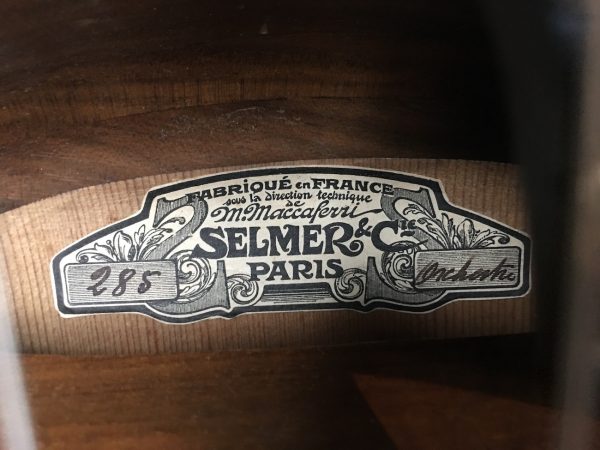 FABRIQUÉ en FRANCE
sous la direction technique
de
M. Maccaferri
SELMER & Cie
PARIS
285
Orchestre